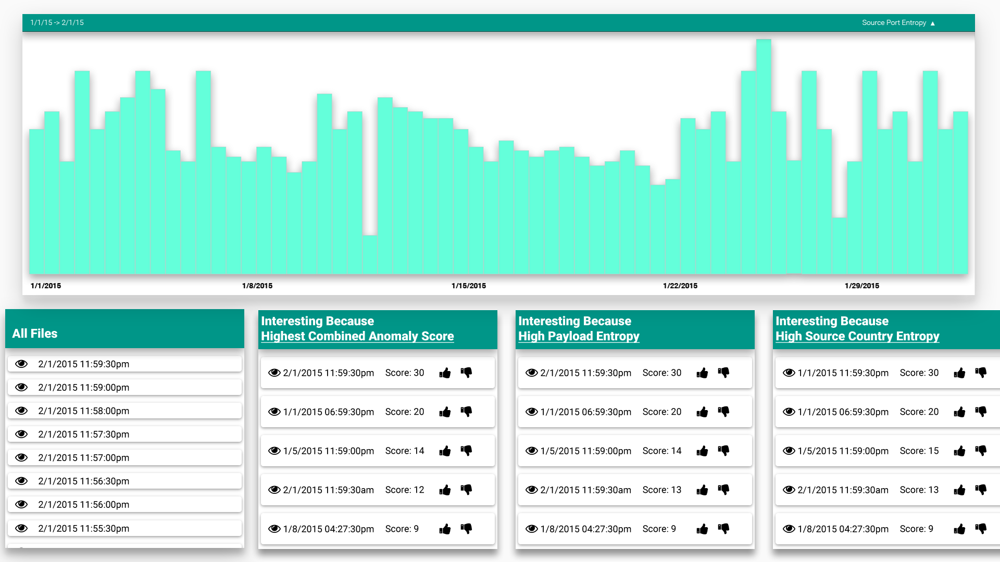 1/1/15 -> 2/1/15
Source Port Entropy ▲
1/1/2015
1/8/2015
1/15/2015
1/22/2015
1/29/2015
All Files
2/1/2015 11:59:30pm
2/1/2015 11:59:00pm
2/1/2015 11:58:00pm
2/1/2015 11:57:30pm
2/1/2015 11:57:00pm
2/1/2015 11:56:30pm
2/1/2015 11:56:00pm
2/1/2015 11:55:30pm
Interesting Because
Highest Combined Anomaly Score
2/1/2015 11:59:30pm Score: 30
1/1/2015 06:59:30pm Score: 20
1/5/2015 11:59:00pm Score: 14
2/1/2015 11:59:30am Score: 12
1/8/2015 04:27:30pm Score: 9
Interesting Because
High Payload Entropy
2/1/2015 11:59:30pm Score: 30
1/1/2015 06:59:30pm Score: 20
1/5/2015 11:59:00pm Score: 14
2/1/2015 11:59:30am Score: 13
1/8/2015 04:27:30pm Score: 9
Interesting Because
High Source Country Entropy
1/1/2015 11:59:30pm Score: 30
1/1/2015 06:59:30pm Score: 20
1/5/2015 11:59:00pm Score: 15
2/1/2015 11:59:30am Score: 13
1/8/2015 04:27:30pm Score: 9